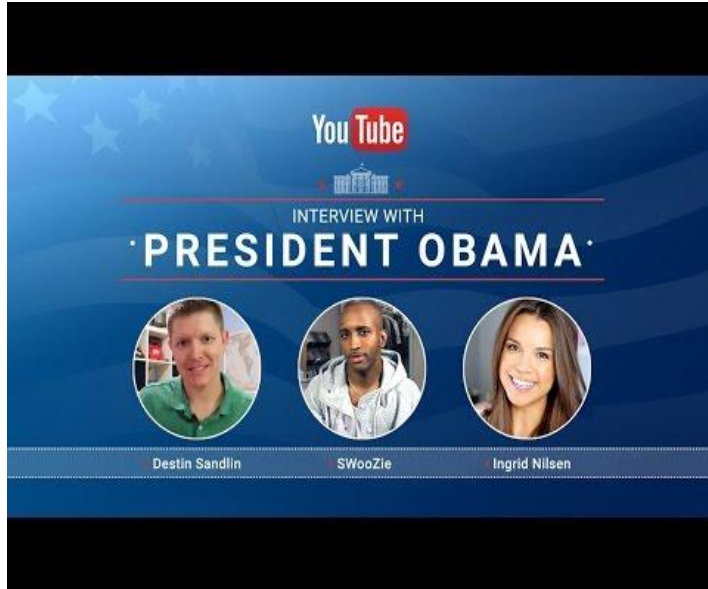 YouTube
INTERVIEW WITH
PRESIDENT OBAMA
Destin Sandlin
SWooZie
Ingrid Nilsen